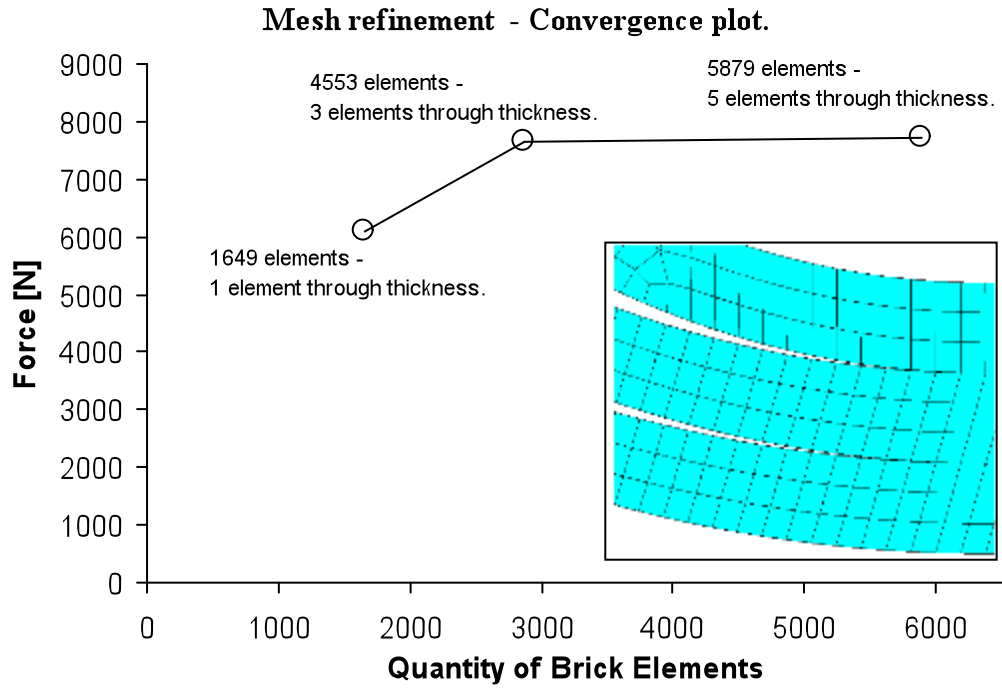 Mesh refinement - Convergence plot.
9000
8000
7000
6000
5000
4000
3000
2000
1000
0
Force [N]
4553 elements -
3 elements through thickness.
5879 elements -
5 elements through thickness.
1649 elements -
1 element through thickness.
0 1000 2000 3000 4000 5000 6000
Quantity of Brick Elements